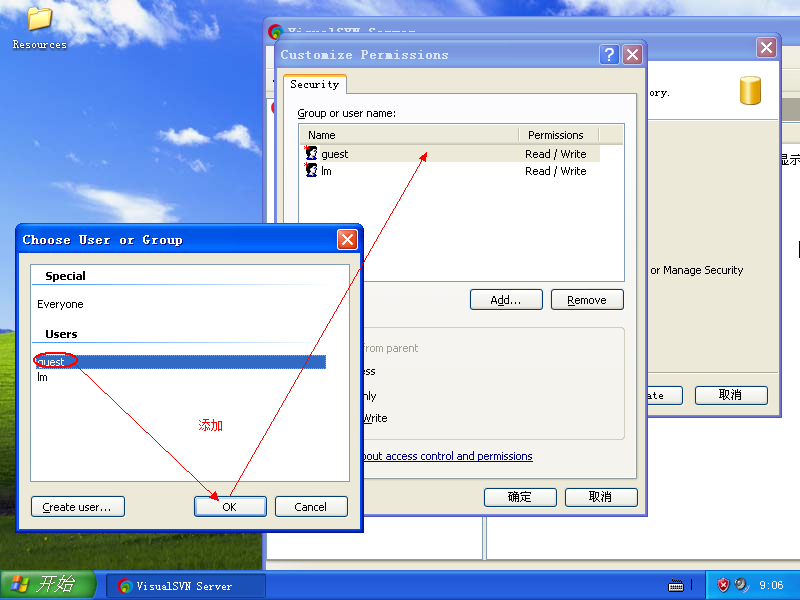 Resources
VisualSVN Server
Customize Permissions
Security
ory.
Group or user name:
Name Permissions
guest Read / Write
lm Read / Write
显示
or Manage Security
Add... Remove
from parent
ess
nly
Write
bout access control and permissions
ate 取消
确定 取消
Choose User or Group
Special
Everyone
Users
guest
lm
添加
Create user... OK Cancel
开始 VisualSVN Server 9:06